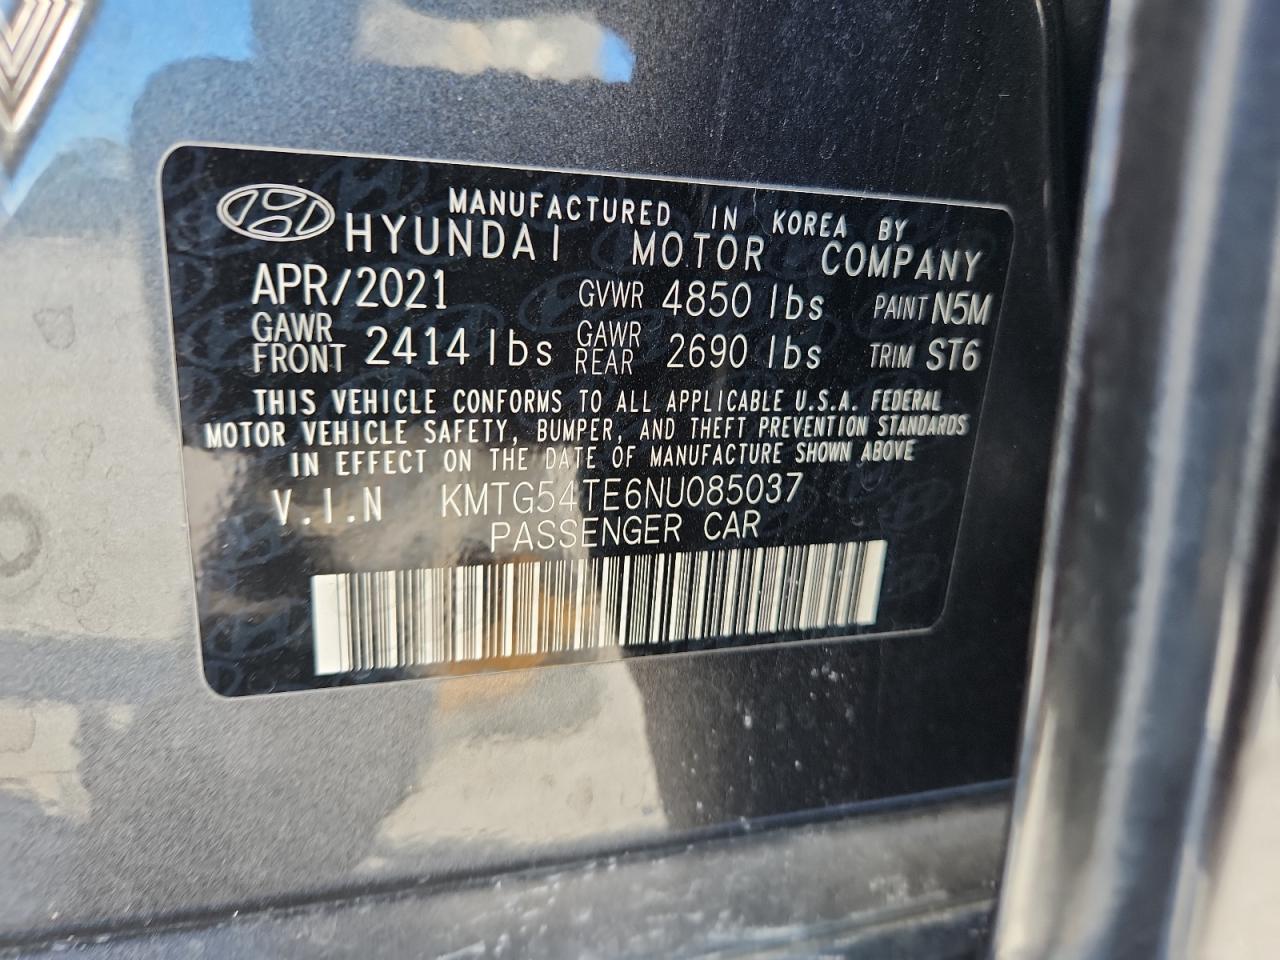 MANUFACTURED IN KOREA BY
HYUNDAI MOTOR COMPANY
APR/2021 GVWR 4850 lbs PAINT N5M
GAWR FRONT 2414 lbs GAWR REAR 2690 lbs TRIM ST6
THIS VEHICLE CONFORMS TO ALL APPLICABLE U.S.A. FEDERAL
MOTOR VEHICLE SAFETY, BUMPER, AND THEFT PREVENTION STANDARDS
IN EFFECT ON THE DATE OF MANUFACTURE SHOWN ABOVE
V.I.N KMTG54TE6NU085037
PASSENGER CAR